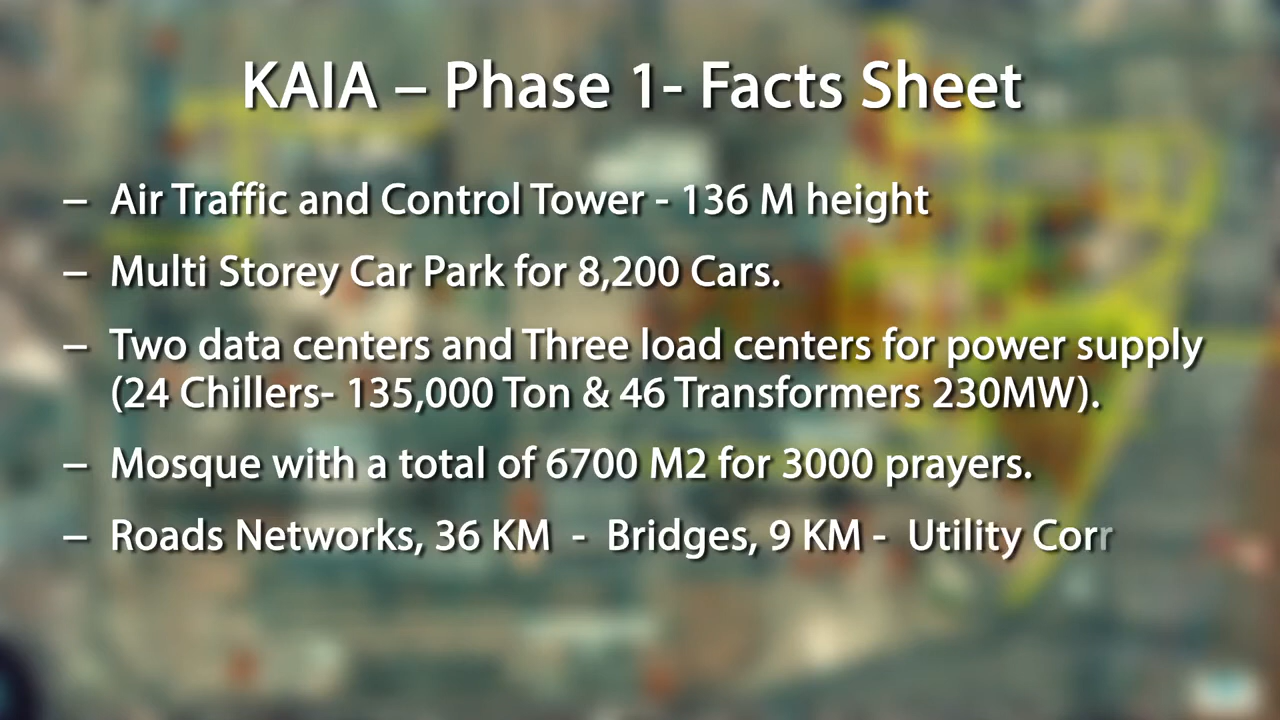 KAIA – Phase 1- Facts Sheet
– Air Traffic and Control Tower - 136 M height
– Multi Storey Car Park for 8,200 Cars.
– Two data centers and Three load centers for power supply
(24 Chillers- 135,000 Ton & 46 Transformers 230MW).
– Mosque with a total of 6700 M2 for 3000 prayers.
– Roads Networks, 36 KM - Bridges, 9 KM - Utility Corr